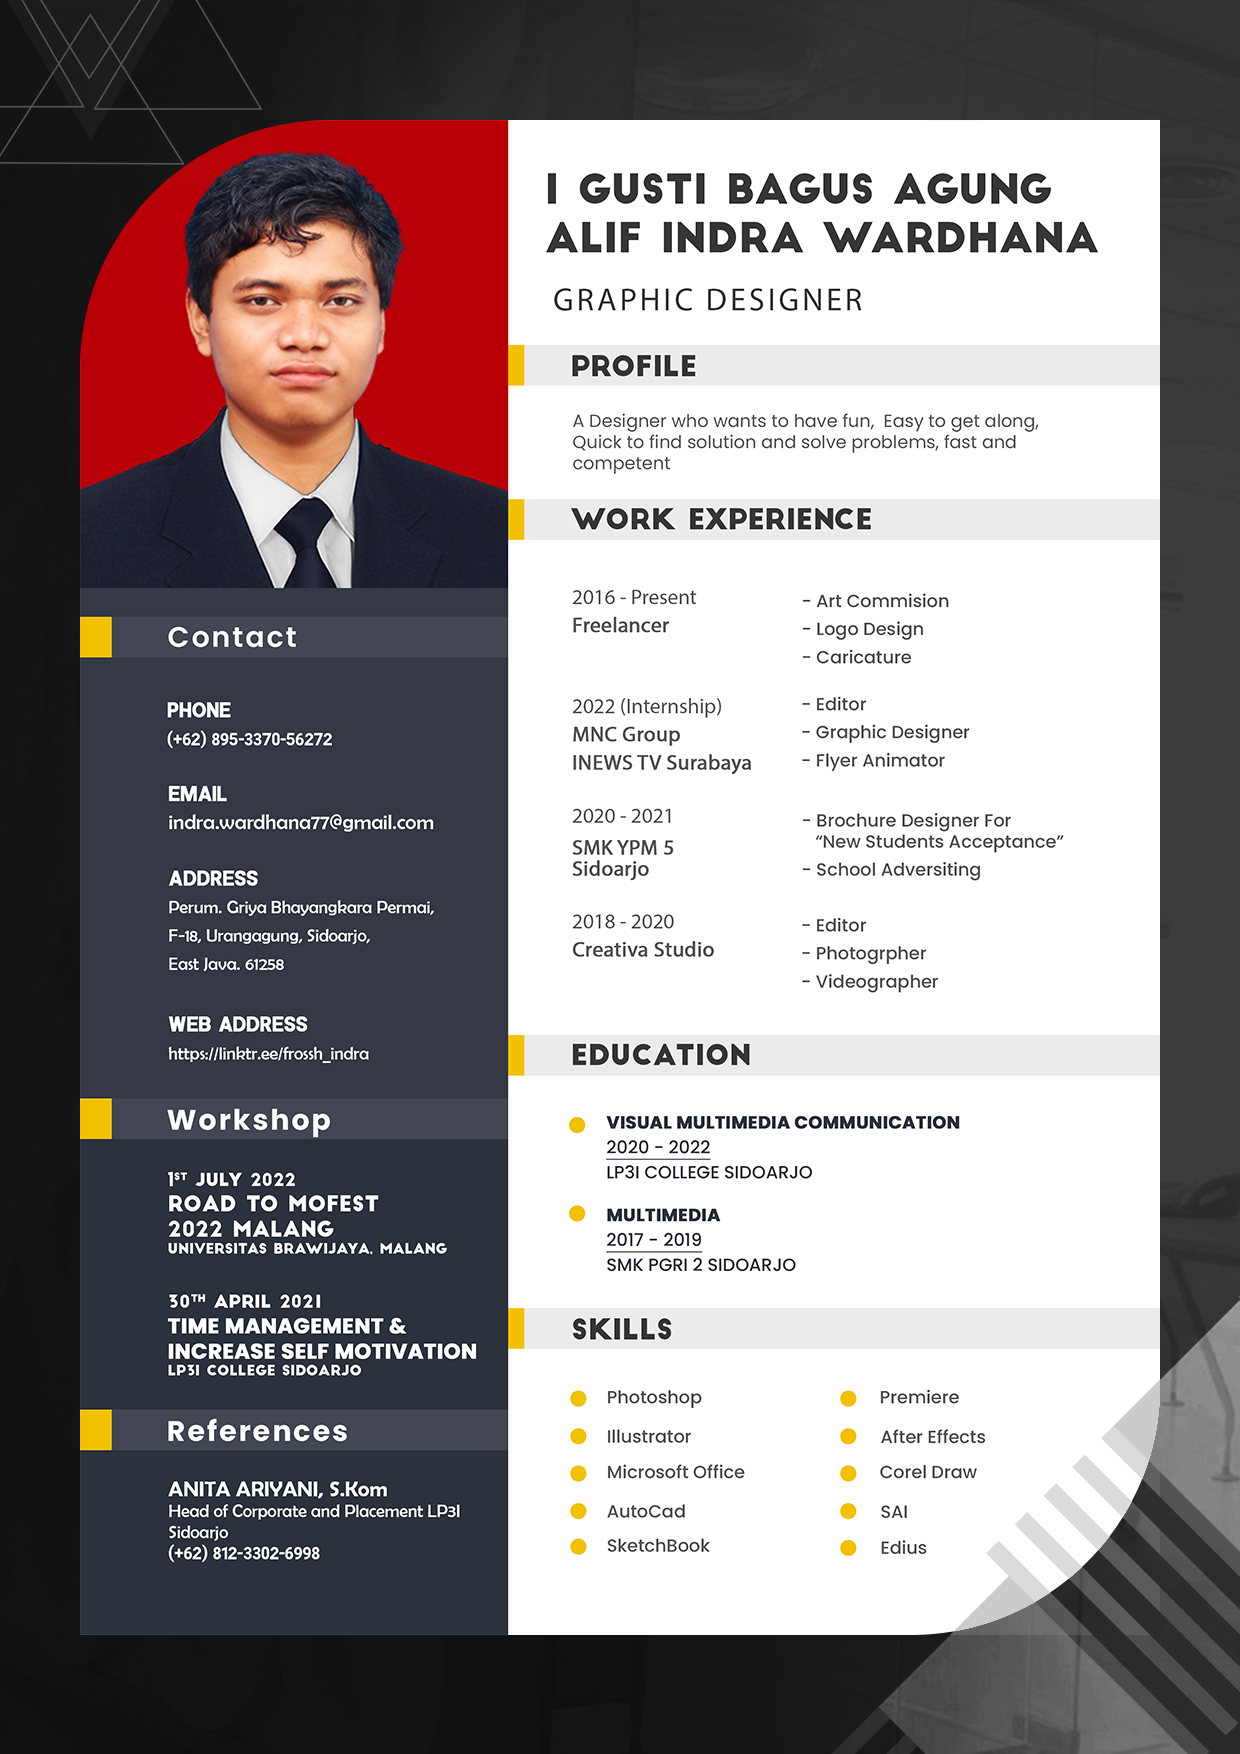 I GUSTI BAGUS AGUNG
ALIF INDRA WARDHANA
GRAPHIC DESIGNER
PROFILE
A Designer who wants to have fun,  Easy to get along,
Quick to find solution and solve problems, fast and
competent
WORK EXPERIENCE
2016 - Present
Freelancer
- Art Commision
- Logo Design
- Caricature
2022 (Internship)
MNC Group
INEWS TV Surabaya
- Editor
- Graphic Designer
- Flyer Animator
2020 - 2021
SMK YPM 5
Sidoarjo
- Brochure Designer For
“New Students Acceptance”
- School Adversiting
2018 - 2020
Creativa Studio
- Editor
- Photogrpher
- Videographer
EDUCATION
VISUAL MULTIMEDIA COMMUNICATION
2020 - 2022
LP3I COLLEGE SIDOARJO
MULTIMEDIA
2017 - 2019
SMK PGRI 2 SIDOARJO
SKILLS
Photoshop
Illustrator
Microsoft Office
AutoCad
SketchBook
Premiere
After Effects
Corel Draw
SAI
Edius
Contact
PHONE
(+62) 895-3370-56272
EMAIL
indra.wardhana77@gmail.com
ADDRESS
Perum. Griya Bhayangkara Permai,
F-18, Urangagung, Sidoarjo,
East Java. 61258
WEB ADDRESS
https://linktr.ee/frossh_indra
Workshop
1ST JULY 2022
ROAD TO MOFEST
2022 MALANG
UNIVERSITAS BRAWIJAYA, MALANG
30TH APRIL 2021
TIME MANAGEMENT &
INCREASE SELF MOTIVATION
LP3I COLLEGE SIDOARJO
References
ANITA ARIYANI, S.Kom
Head of Corporate and Placement LP3I
Sidoarjo
(+62) 812-3302-6998